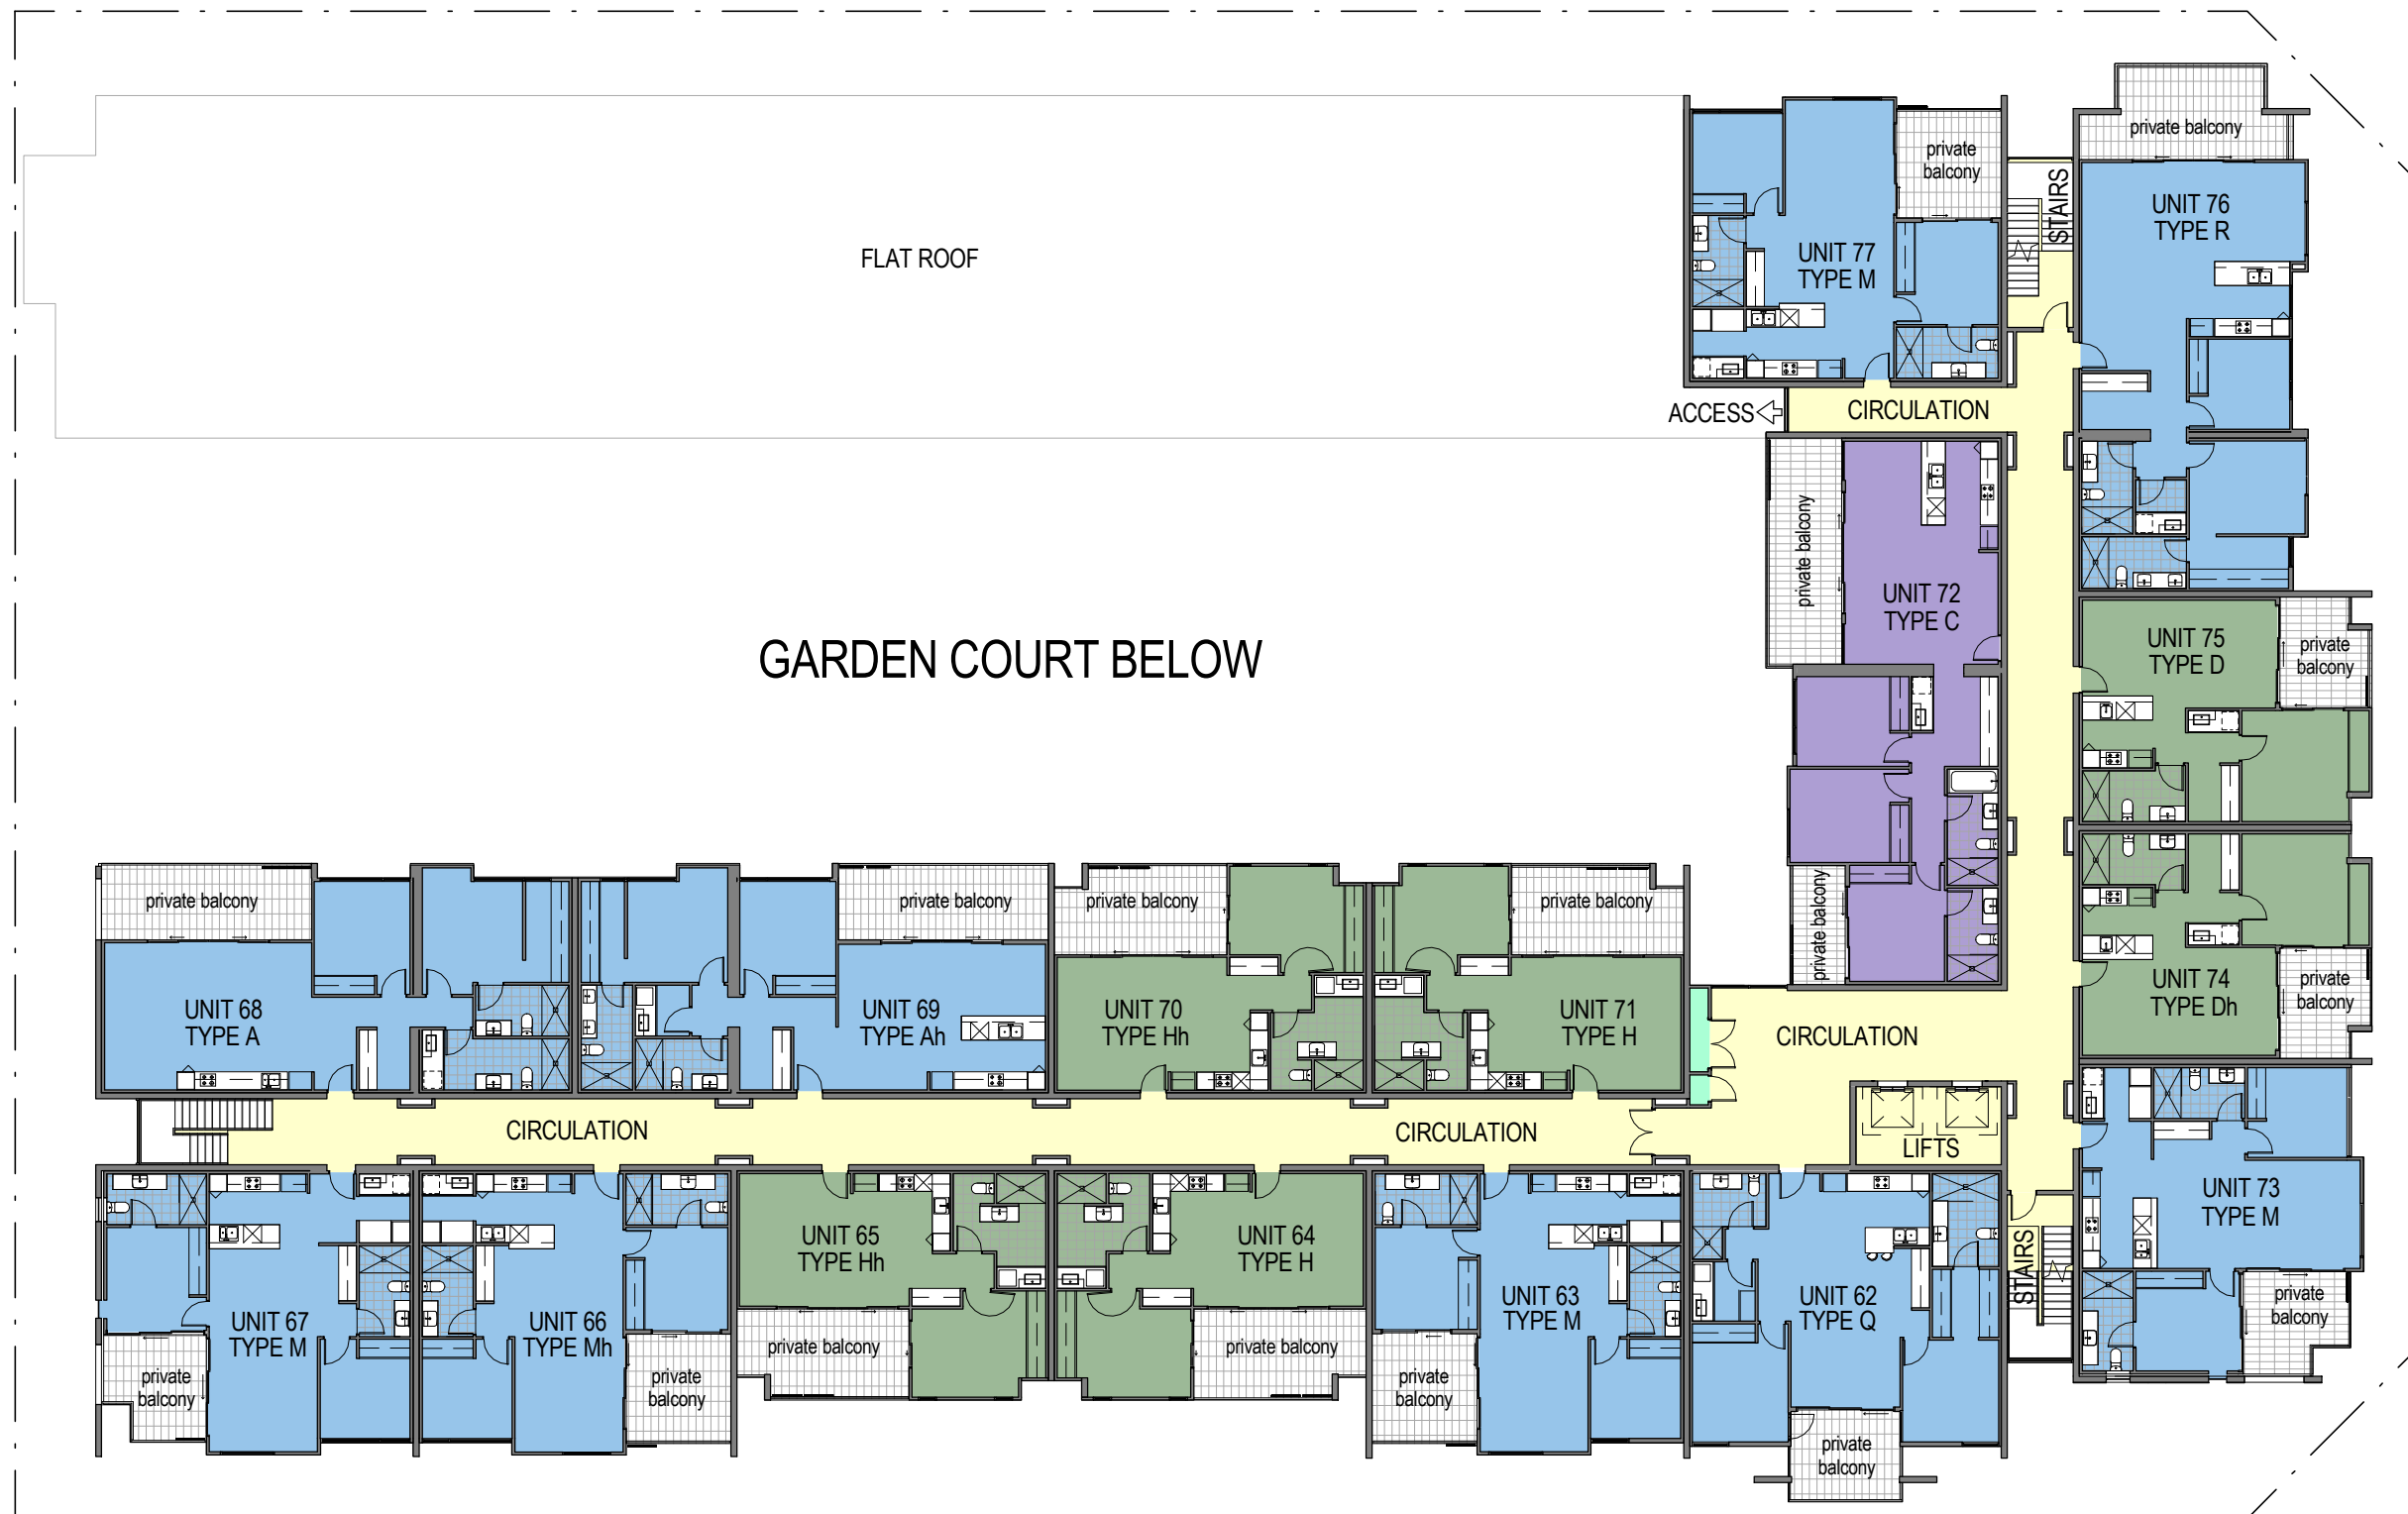 private balcony
private
balcony
STAIRS
UNIT 76
TYPE R
FLAT ROOF
UNIT 77
TYPE M
ACCESS
CIRCULATION
private balcony
UNIT 72
TYPE C
GARDEN COURT BELOW
UNIT 75
TYPE D
private
balcony
private balcony
private balcony
private balcony
private balcony
private balcony
UNIT 68
TYPE A
UNIT 69
TYPE Ah
UNIT 70
TYPE Hh
UNIT 71
TYPE H
UNIT 74
TYPE Dh
private
balcony
CIRCULATION
CIRCULATION
CIRCULATION
LIFTS
UNIT 73
TYPE M
UNIT 65
TYPE Hh
UNIT 64
TYPE H
STAIRS
UNIT 67
TYPE M
UNIT 66
TYPE Mh
UNIT 63
TYPE M
UNIT 62
TYPE Q
private
balcony
private balcony
private balcony
private
balcony
private
balcony
private
balcony
private
balcony